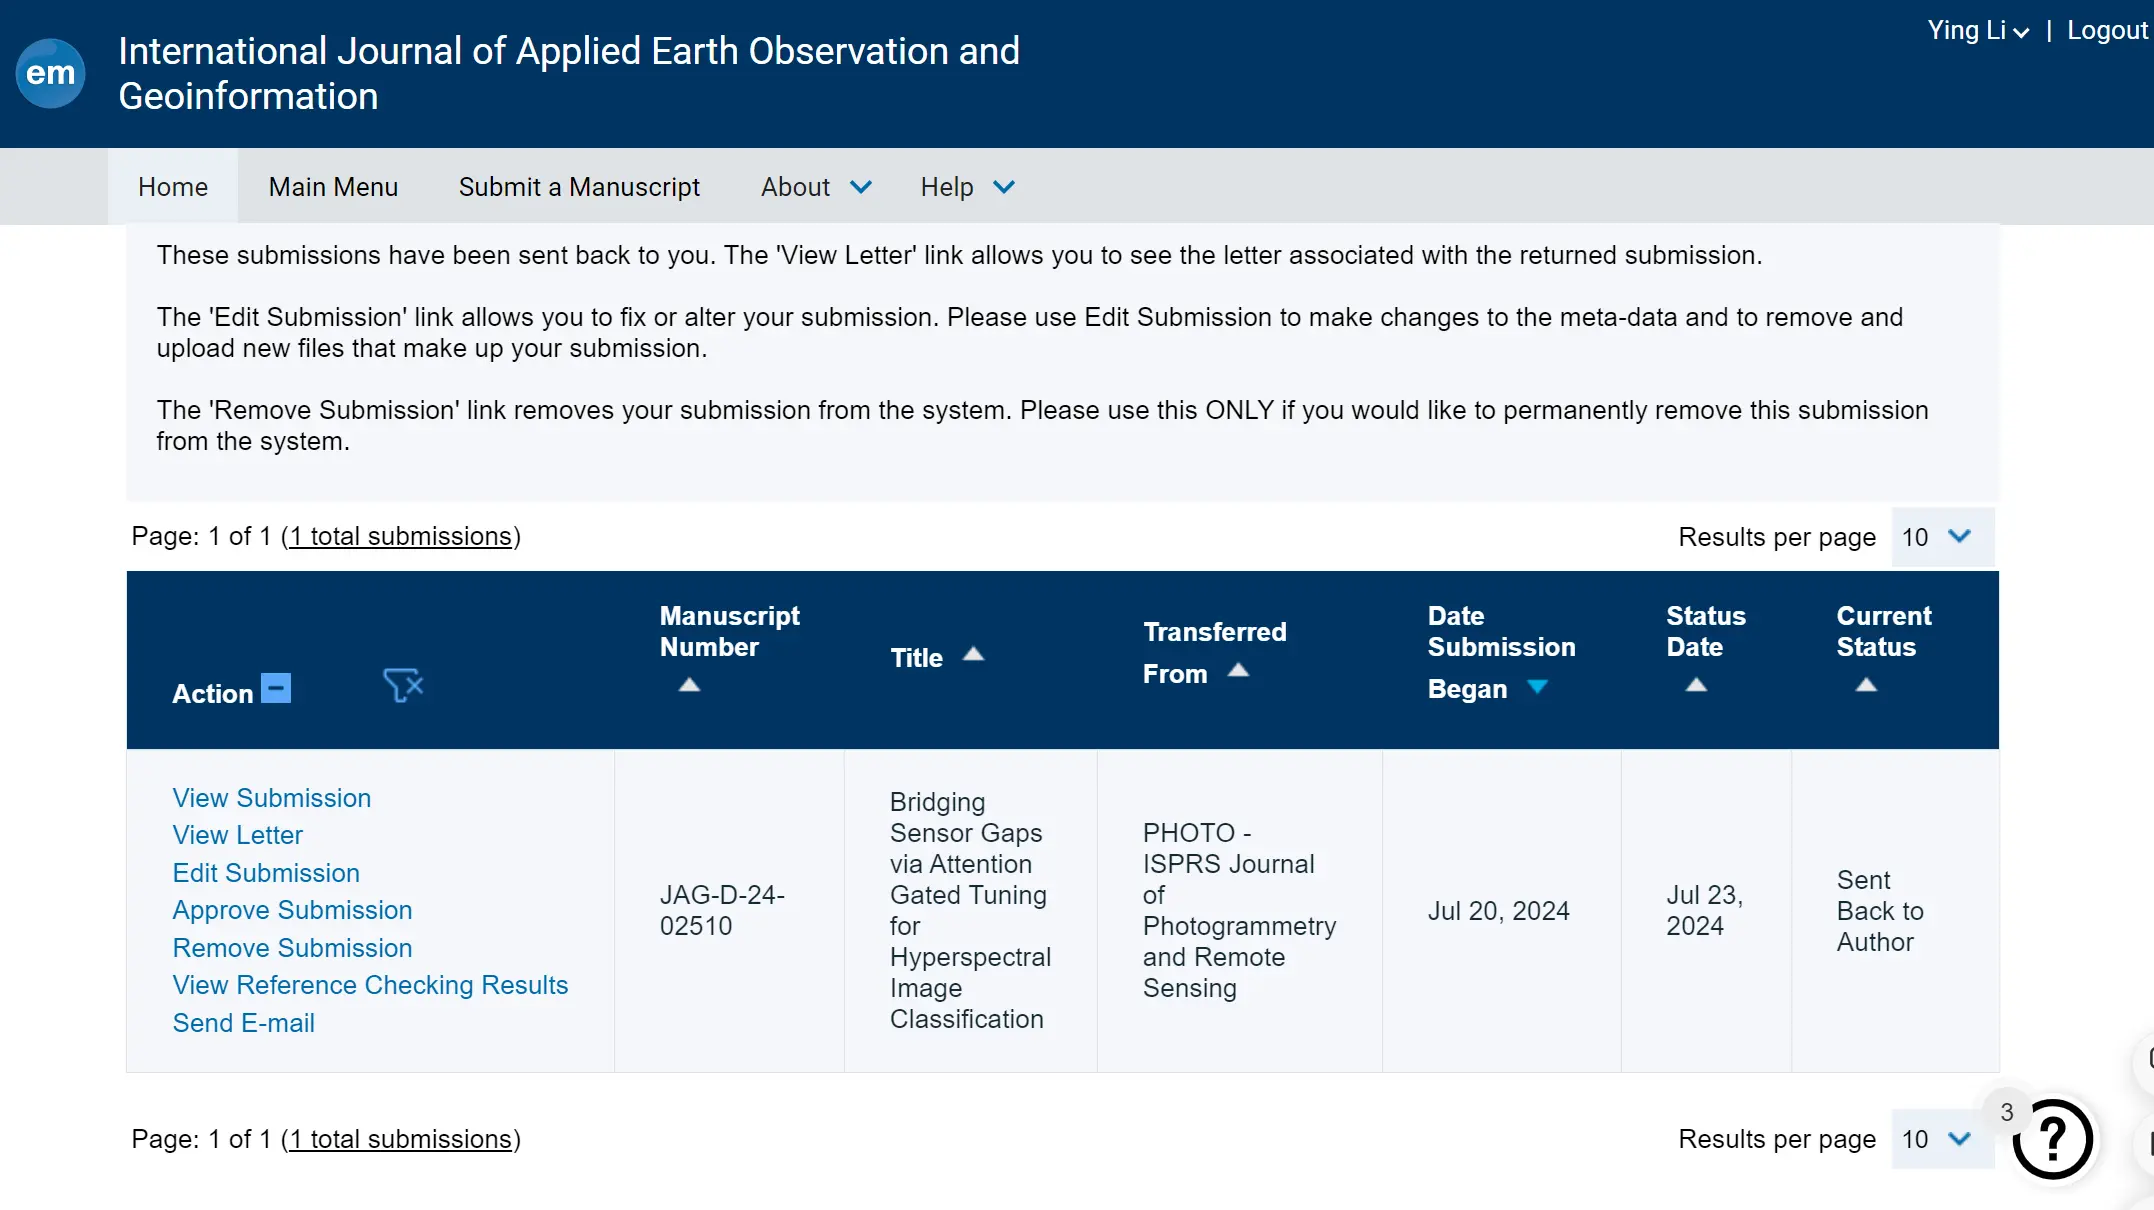 em
International Journal of Applied Earth Observation and
Geoinformation
Ying Li | Logout
Home Main Menu Submit a Manuscript About Help
These submissions have been sent back to you. The 'View Letter' link allows you to see the letter associated with the returned submission.
The 'Edit Submission' link allows you to fix or alter your submission. Please use Edit Submission to make changes to the meta-data and to remove and
upload new files that make up your submission.
The 'Remove Submission' link removes your submission from the system. Please use this ONLY if you would like to permanently remove this submission
from the system.
Page: 1 of 1 (1 total submissions)
Results per page 10
Action
Manuscript
Number
Title
Transferred
From
Date
Submission
Began
Status
Date
Current
Status
View Submission
View Letter
Edit Submission
Approve Submission
Remove Submission
View Reference Checking Results
Send E-mail
JAG-D-24-
02510
Bridging
Sensor Gaps
via Attention
Gated Tuning
for
Hyperspectral
Image
Classification
PHOTO -
ISPRS Journal
of
Photogrammetry
and Remote
Sensing
Jul 20, 2024
Jul 23,
2024
Sent
Back to
Author
Page: 1 of 1 (1 total submissions)
Results per page 10
3
?